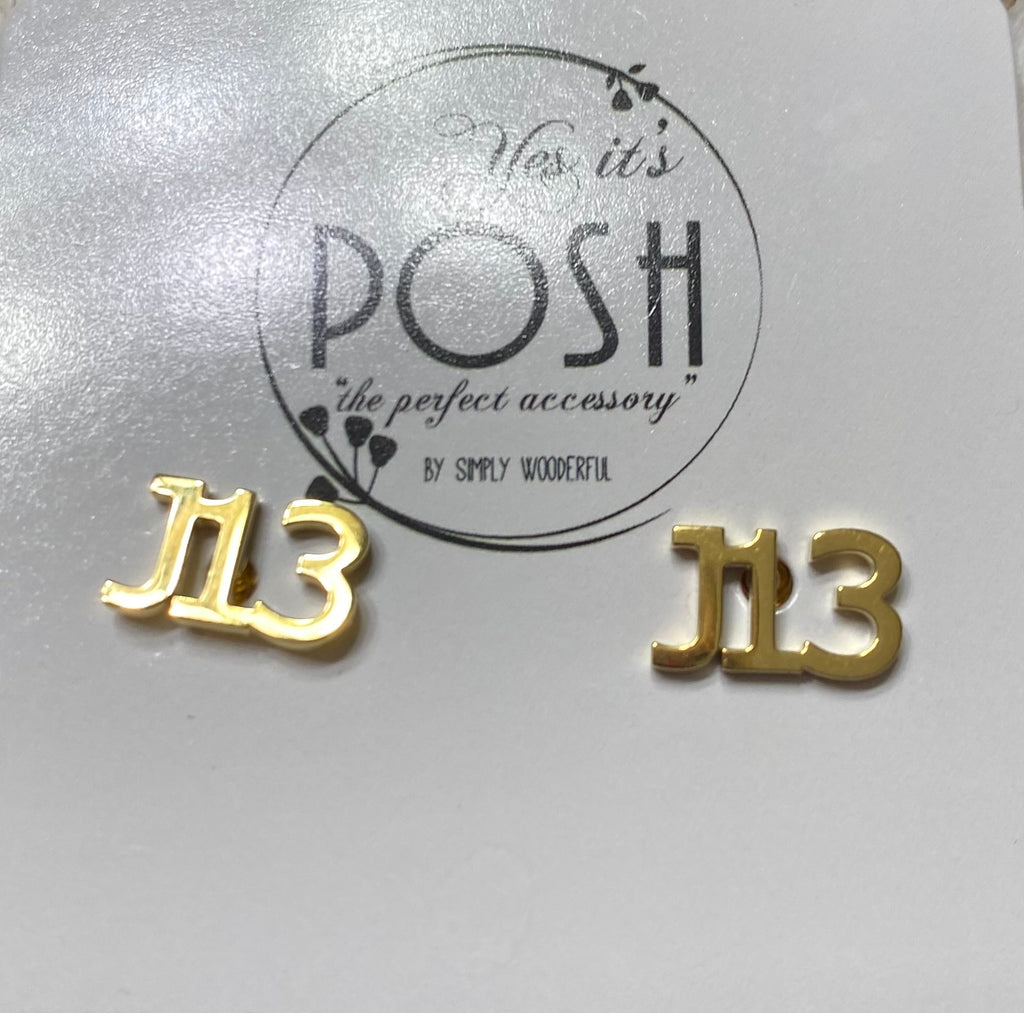 Yes it's
POSH
"the perfect accessory"
BY SIMPLY WOODERFUL
J13 J13